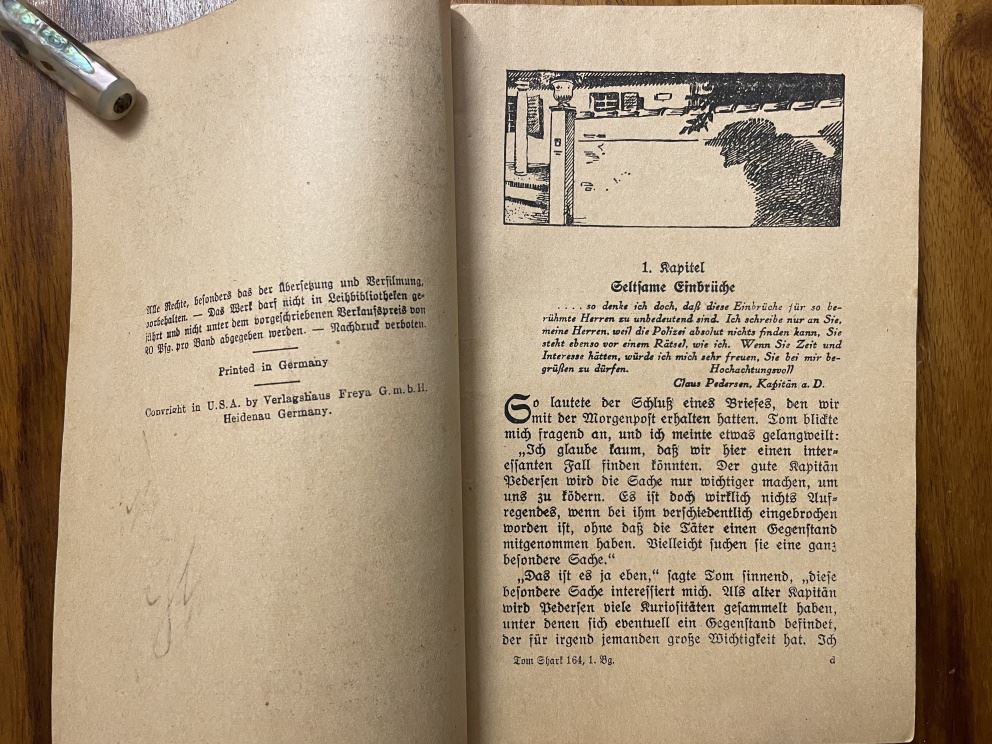 Alle Rechte, besonders das der Übersetzung und Verfilmung,
vorbehalten. — Das Werk darf nicht in Leihbibliotheken ge-
führt und nicht unter dem vorgeschriebenen Verkaufspreis von
20 Pfg. pro Band abgegeben werden. — Nachdruck verboten.
Printed in Germany
Copyright in U.S.A. by Verlagshaus Freya G.m.b.H.
Heidenau Germany.
1. Kapitel
Seltsame Einbrüche
. . . . so denke ich doch, daß diese Einbrüche für so be-
rühmte Herren zu unbedeutend sind. Ich schreibe nur an Sie,
meine Herren, weil die Polizei absolut nichts finden kann, Sie
steht ebenso vor einem Rätsel, wie ich. Wenn Sie Zeit und
Interesse hätten, würde ich mich sehr freuen, Sie bei mir be-
grüßen zu dürfen. Hochachtungsvoll
Claus Pedersen, Kapitän a. D.
So lautete der Schluß eines Briefes, den wir
mit der Morgenpost erhalten hatten. Tom blickte
mich fragend an, und ich meinte etwas gelangweilt:
„Ich glaube kaum, daß wir hier einen inter-
essanten Fall finden könnten. Der gute Kapitän
Pedersen wird die Sache nur wichtiger machen, um
uns zu ködern. Es ist doch wirklich nichts Auf-
regendes, wenn bei ihm verschiedentlich eingebrochen
worden ist, ohne daß die Täter einen Gegenstand
mitgenommen haben. Vielleicht suchen sie eine ganz
besondere Sache.“
„Das ist es ja eben,“ sagte Tom sinnend, „diese
besondere Sache interessiert mich. Als alter Kapitän
wird Pedersen viele Kuriositäten gesammelt haben,
unter denen sich eventuell ein Gegenstand befindet,
der für irgend jemanden große Wichtigkeit hat. Ich
Tom Shark 164, 1. Bg. d